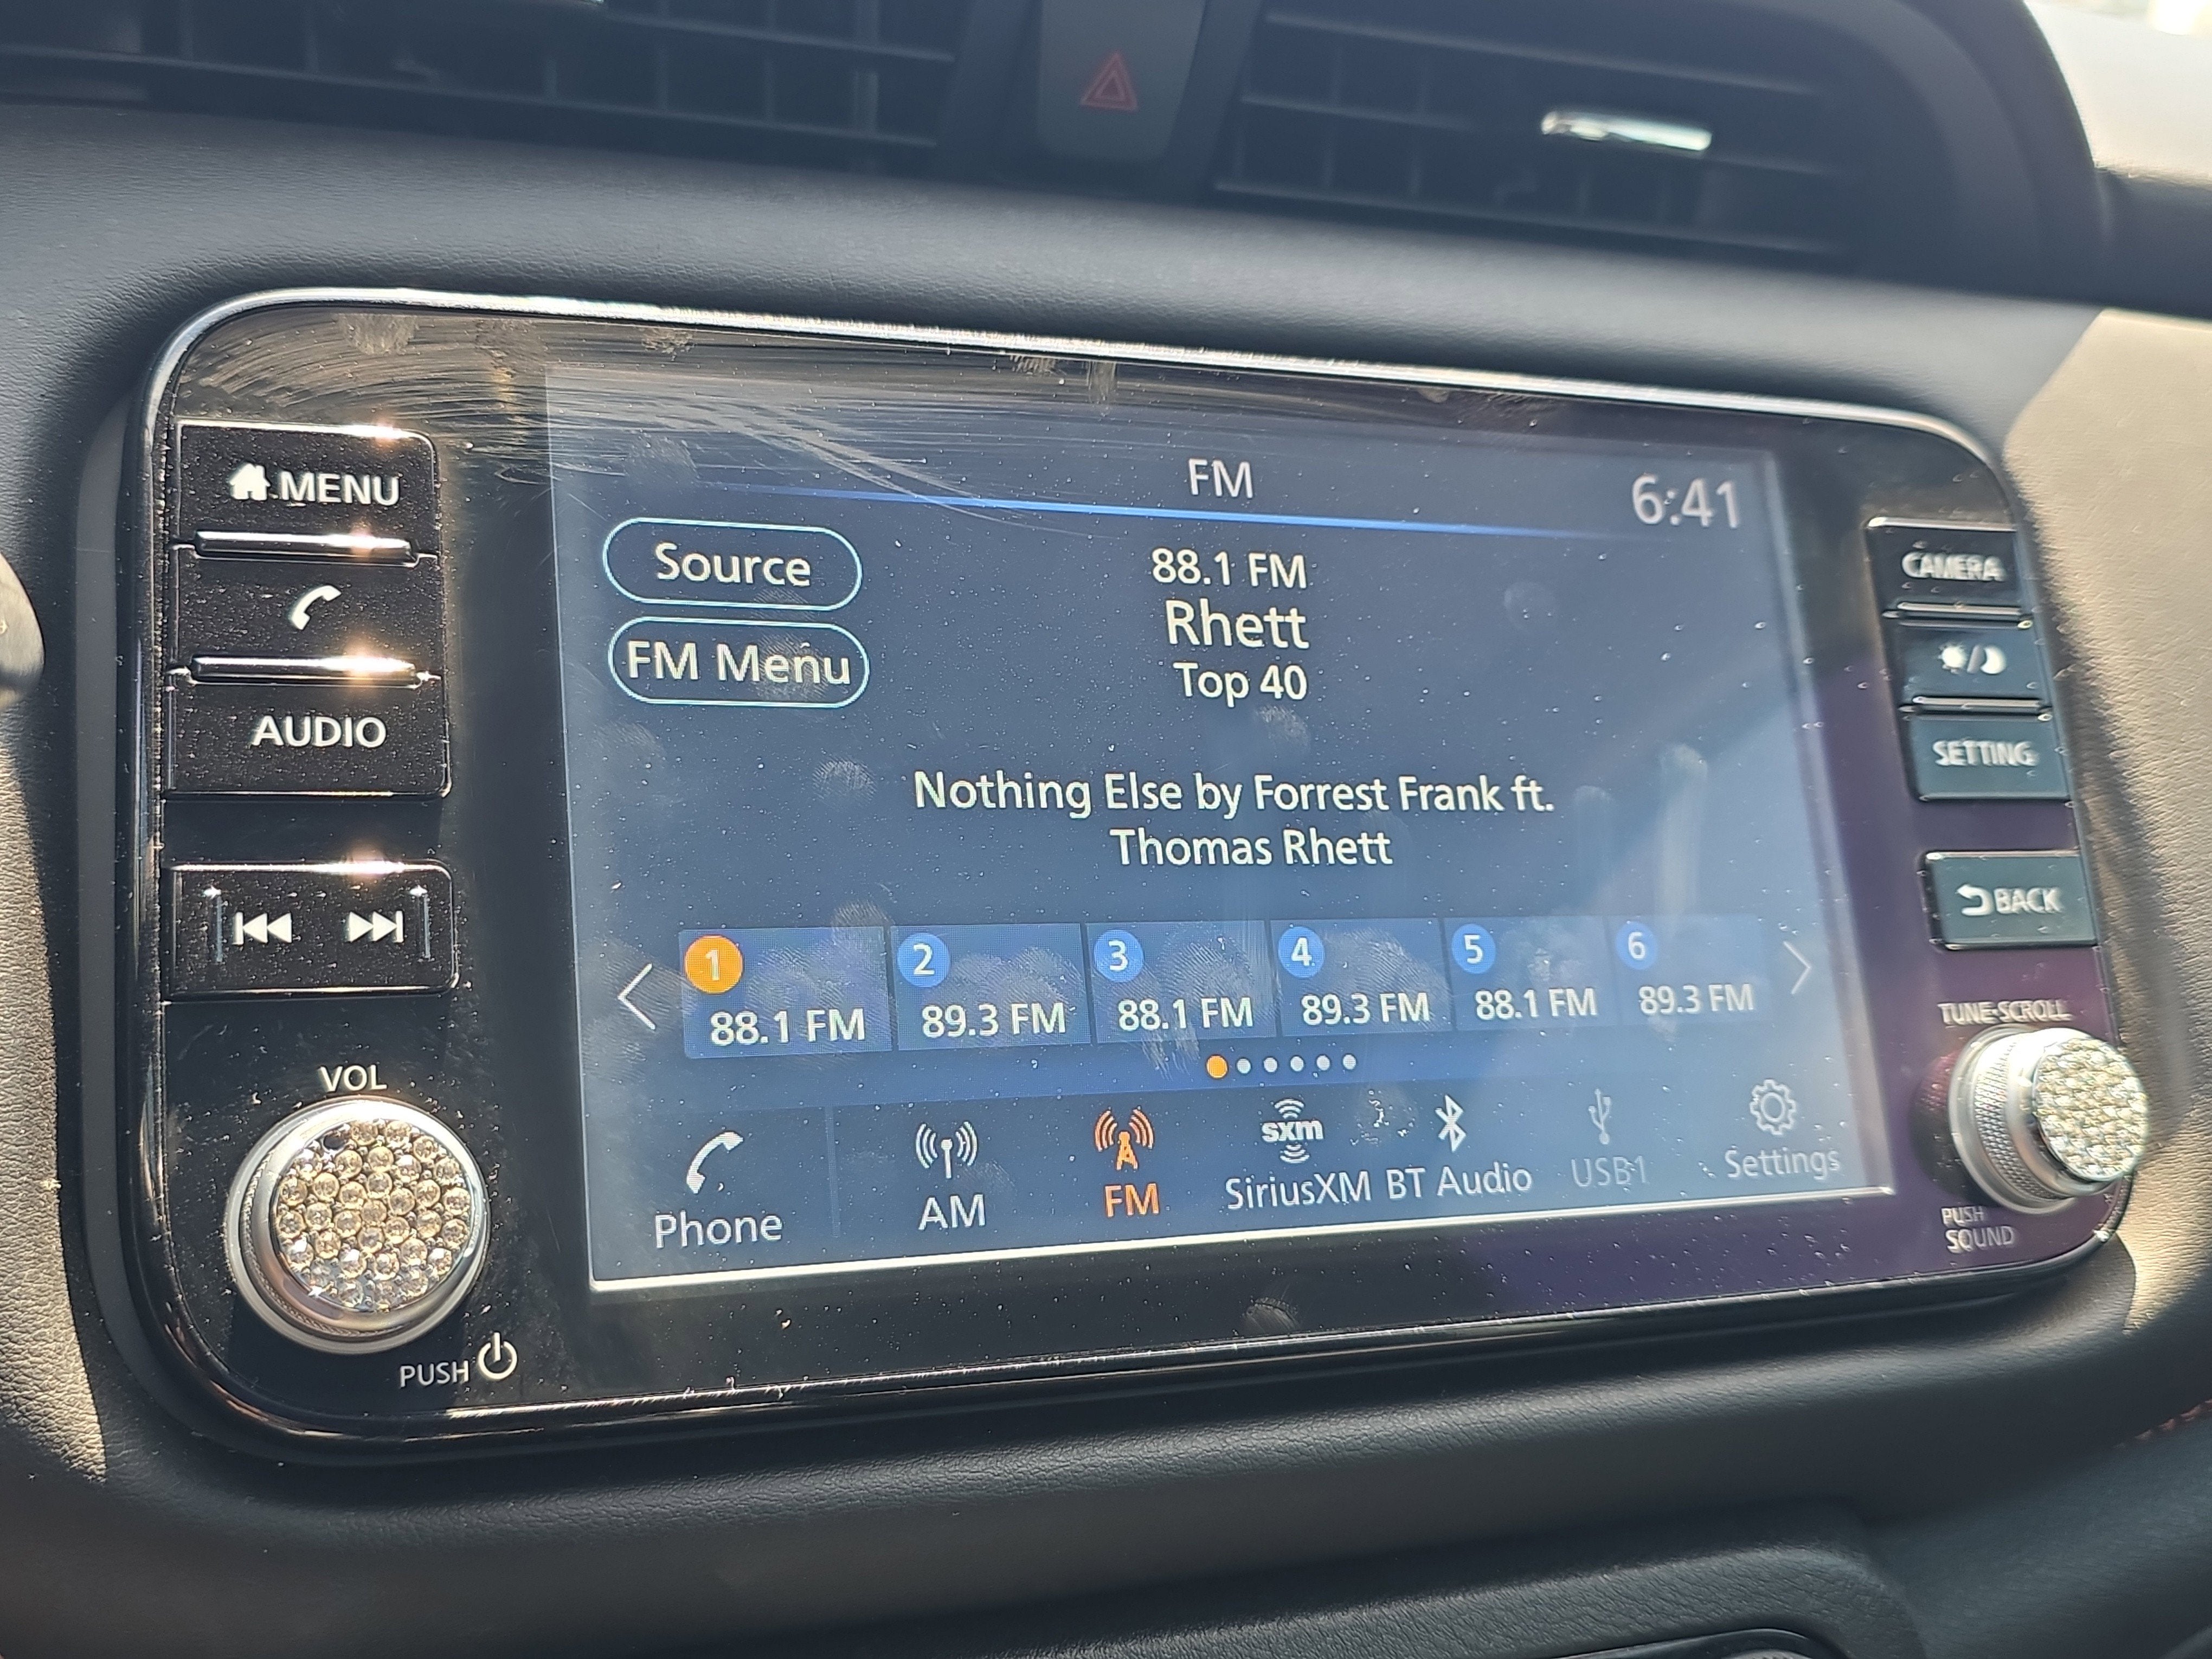 MENU
AUDIO
VOL
PUSH
FM
6:41
Source
FM Menu
88.1 FM
Rhett
Top 40
Nothing Else by Forrest Frank ft.
Thomas Rhett
1
88.1 FM
2
89.3 FM
3
88.1 FM
4
89.3 FM
5
88.1 FM
6
89.3 FM
Phone
AM
FM
sxm
SiriusXM
BT Audio
USB1
Settings
CAMERA
SETTING
BACK
TUNE·SCROLL
PUSH
SOUND